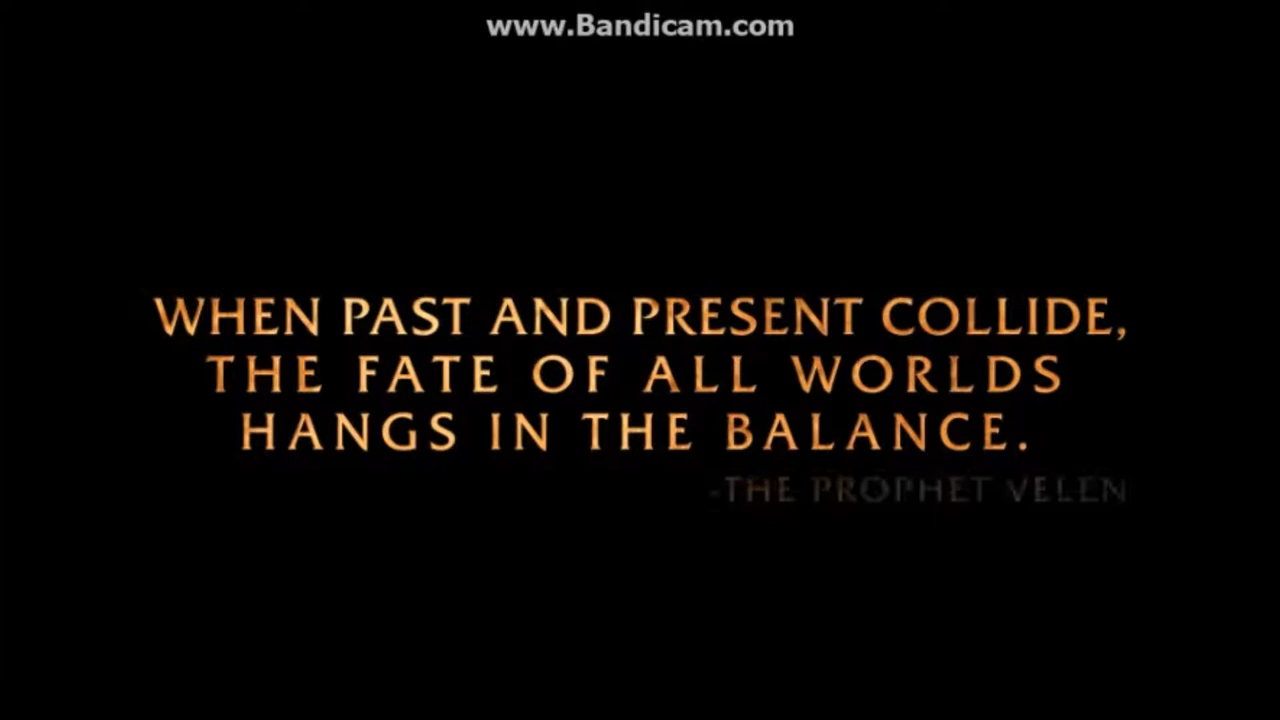 www.Bandicam.com
WHEN PAST AND PRESENT COLLIDE,
THE FATE OF ALL WORLDS
HANGS IN THE BALANCE.
-THE PROPHET VELEN